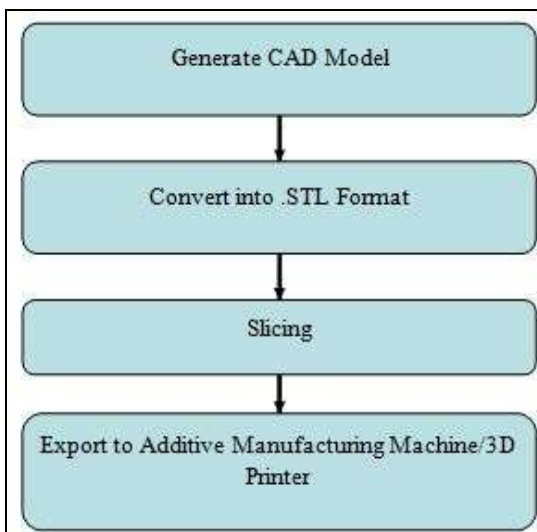 Generate CAD Model
Convert into .STL Format
Slicing
Export to Additive Manufacturing Machine/3D
Printer